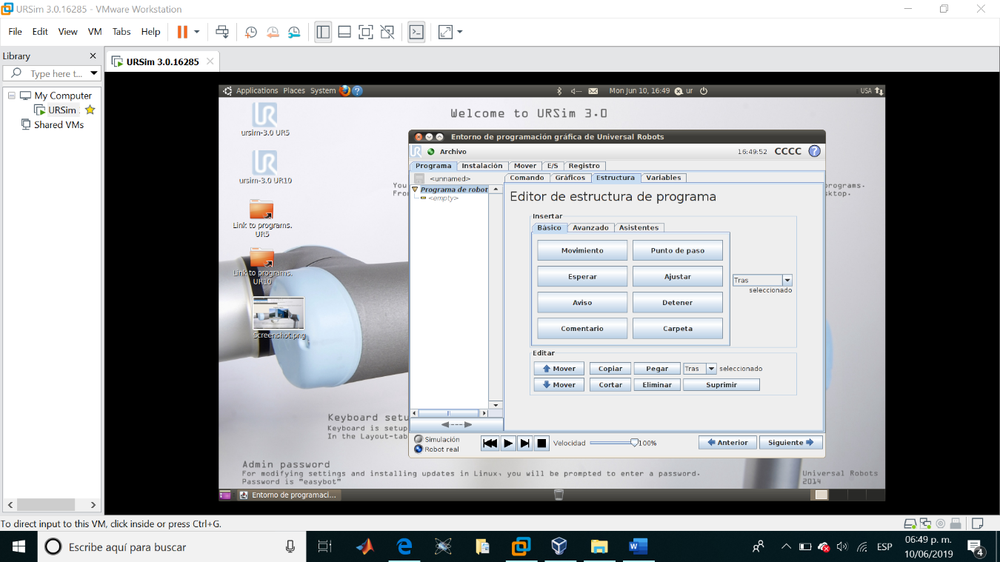 URSim 3.0.16285 - VMware Workstation
File Edit View VM Tabs Help
Library
URSim 3.0.16285
Type here t...
My Computer
URSim
Shared VMs
Applications Places System
Mon Jun 10, 16:49 ur
USA
Welcome to URSim 3.0
ursim-3.0 UR5
ursim-3.0 UR10
Link to programs.
UR5
Link to programs.
UR10
Screenshot.png
You
programs.
From
sktop.
Entorno de programación gráfica de Universal Robots
UR
Archivo
16:49:52 CCCC ?
Programa Instalación Mover E/S Registro
<unnamed>
Programa de robot
<empty>
Comando Gráficos Estructura Variables
Editor de estructura de programa
Insertar
Básico Avanzado Asistentes
Movimiento Punto de paso
Esperar Ajustar
Aviso Detener
Comentario Carpeta
Tras
seleccionado
Editar
Mover Copiar Pegar Tras seleccionado
Mover Cortar Eliminar Suprimir
Simulación
Robot real
Velocidad 100%
Anterior Siguiente
Keyboard setu
Keyboard is setup
In the Layout-tab
Admin password
For modifying settings and installing updates in Linux, you will be prompted to enter a password.
Password is "easybot"
Universal Robots
2014
Entorno de programaci...
To direct input to this VM, click inside or press Ctrl+G.
Escribe aquí para buscar
ESP
06:49 p. m.
10/06/2019
4